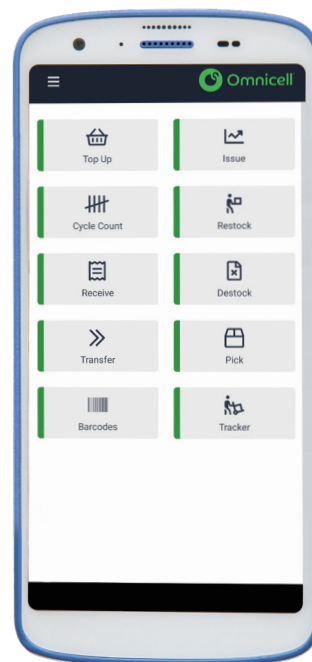 Omnicell
Top Up
Issue
Cycle Count
Restock
Receive
Destock
Transfer
Pick
Barcodes
Tracker